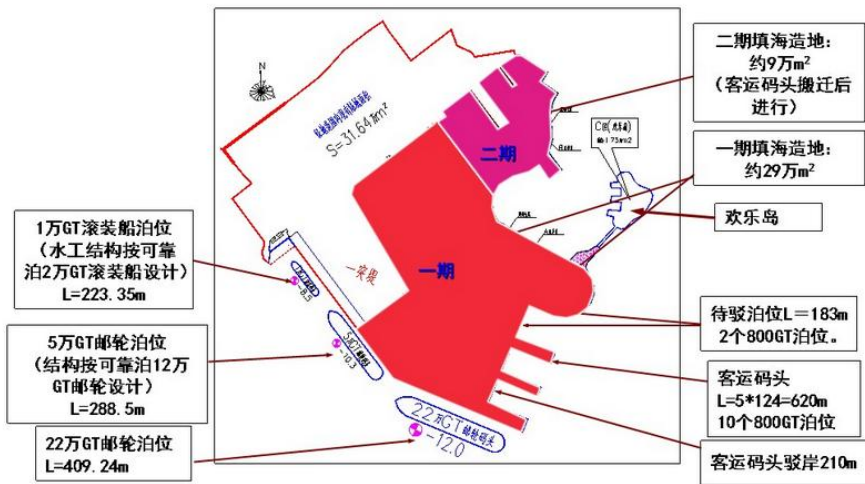 二期填海造地:
约9万m²
（客运码头搬迁后
进行）
N
S=31.64万m²
二期
一期填海造地:
约29万m²
欢乐岛
1万GT滚装船泊位
（水工结构按可靠
泊2万GT滚装船设计）
L=223.35m
一突堤
一期
-8.5
待驳泊位L=183m
2个800GT泊位。
5万GT邮轮泊位
（结构按可靠泊12万
GT邮轮设计）
L=288.5m
-10.3
客运码头
L=5*124=620m
10个800GT泊位
22万GT邮轮泊位
L=409.24m
22万GT邮轮码头
-12.0
客运码头驳岸210m